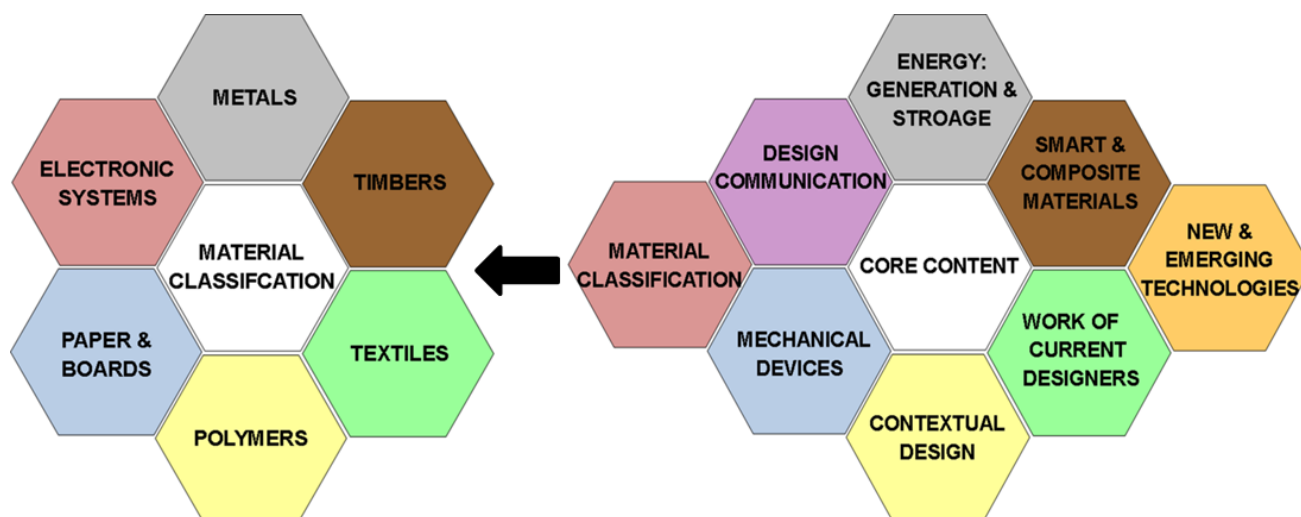 METALS
ELECTRONIC
SYSTEMS
TIMBERS
MATERIAL
CLASSIFCATION
PAPER &
BOARDS
TEXTILES
POLYMERS
ENERGY:
GENERATION &
STROAGE
DESIGN
COMMUNICATION
SMART &
COMPOSITE
MATERIALS
MATERIAL
CLASSIFICATION
CORE CONTENT
NEW &
EMERGING
TECHNOLOGIES
MECHANICAL
DEVICES
WORK OF
CURRENT
DESIGNERS
CONTEXTUAL
DESIGN